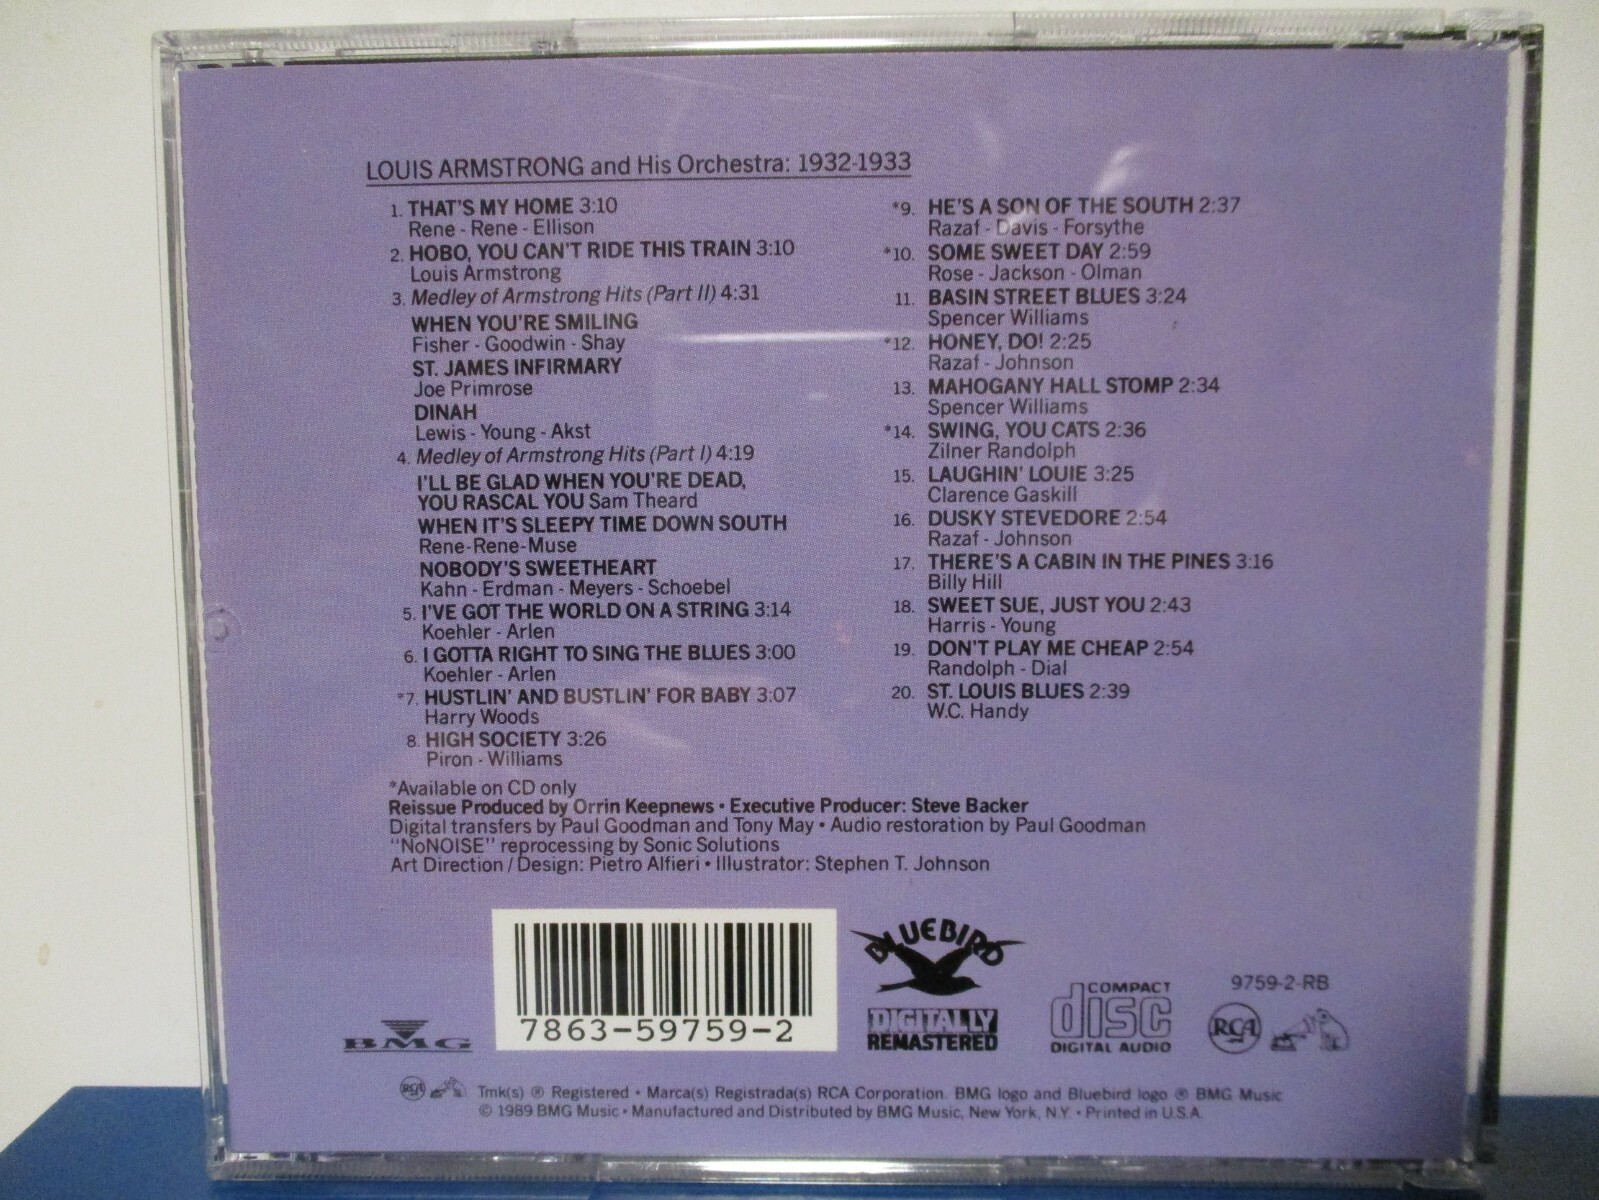 LOUIS ARMSTRONG and His Orchestra: 1932-1933
1. THAT'S MY HOME 3:10
Rene - Rene - Ellison
2. HOBO, YOU CAN'T RIDE THIS TRAIN 3:10
Louis Armstrong
3. Medley of Armstrong Hits (Part II) 4:31
WHEN YOU'RE SMILING
Fisher - Goodwin - Shay
ST. JAMES INFIRMARY
Joe Primrose
DINAH
Lewis - Young - Akst
4. Medley of Armstrong Hits (Part I) 4:19
I'LL BE GLAD WHEN YOU'RE DEAD,
YOU RASCAL YOU Sam Theard
WHEN IT'S SLEEPY TIME DOWN SOUTH
Rene-Rene-Muse
NOBODY'S SWEETHEART
Kahn - Erdman - Meyers - Schoebel
5. I'VE GOT THE WORLD ON A STRING 3:14
Koehler - Arlen
6. I GOTTA RIGHT TO SING THE BLUES 3:00
Koehler - Arlen
*7. HUSTLIN' AND BUSTLIN' FOR BABY 3:07
Harry Woods
8. HIGH SOCIETY 3:26
Piron - Williams
*9. HE'S A SON OF THE SOUTH 2:37
Razaf - Davis - Forsythe
*10. SOME SWEET DAY 2:59
Rose - Jackson - Olman
11. BASIN STREET BLUES 3:24
Spencer Williams
*12. HONEY, DO! 2:25
Razaf - Johnson
13. MAHOGANY HALL STOMP 2:34
Spencer Williams
*14. SWING, YOU CATS 2:36
Zilner Randolph
15. LAUGHIN' LOUIE 3:25
Clarence Gaskill
16. DUSKY STEVEDORE 2:54
Razaf - Johnson
17. THERE'S A CABIN IN THE PINES 3:16
Billy Hill
18. SWEET SUE, JUST YOU 2:43
Harris - Young
19. DON'T PLAY ME CHEAP 2:54
Randolph - Dial
20. ST. LOUIS BLUES 2:39
W.C. Handy
*Available on CD only
Reissue Produced by Orrin Keepnews • Executive Producer: Steve Backer
Digital transfers by Paul Goodman and Tony May • Audio restoration by Paul Goodman
"NoNOISE" reprocessing by Sonic Solutions
Art Direction / Design: Pietro Alfieri • Illustrator: Stephen T. Johnson
BMG
7863-59759-2
BLUEBIRD
DIGITALLY
REMASTERED
COMPACT
disc
DIGITAL AUDIO
9759-2-RB
RCA
RCA Tmk(s) ® Registered • Marca(s) Registrada(s) RCA Corporation. BMG logo and Bluebird logo ® BMG Music
© 1989 BMG Music • Manufactured and Distributed by BMG Music, New York, N.Y. • Printed in U.S.A.